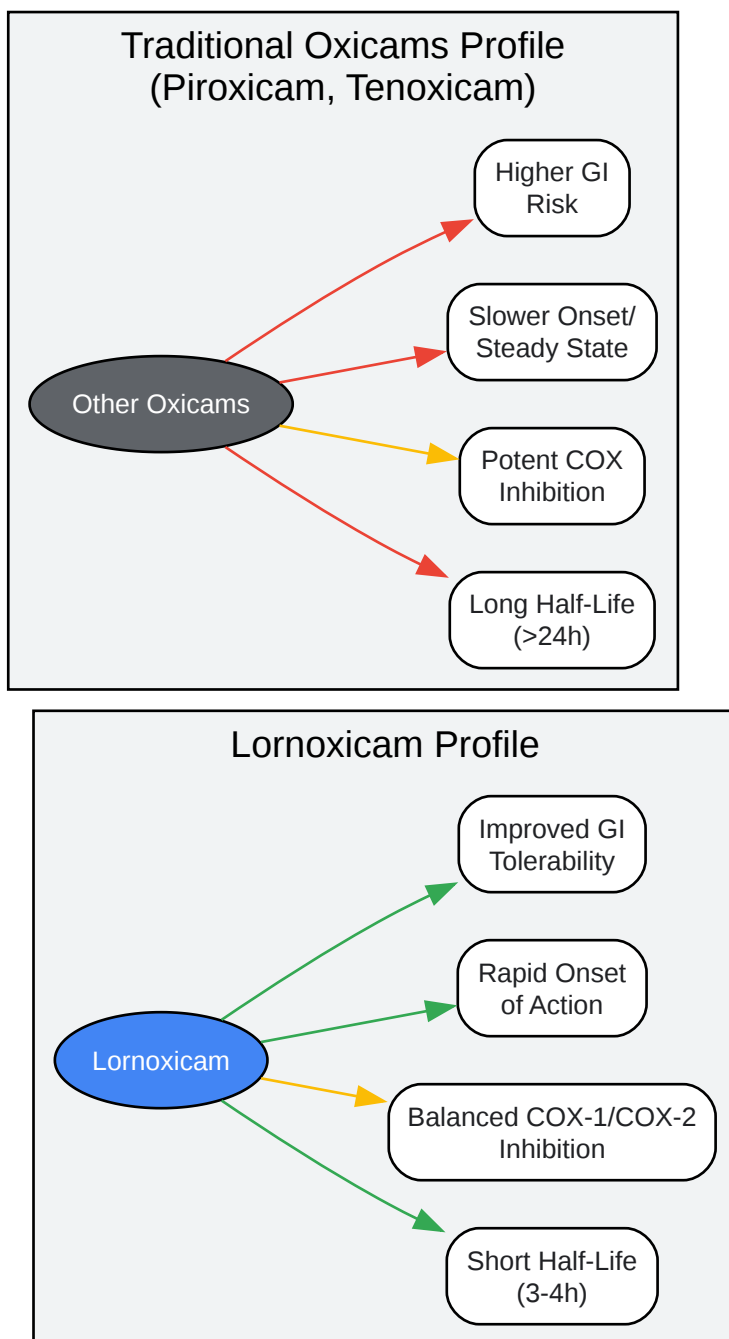 Traditional Oxicams Profile
(Piroxicam, Tenoxicam)
Higher GI
Risk
Slower Onset/
Steady State
Other Oxicams
Potent COX
Inhibition
Long Half-Life
(>24h)
Lornoxicam Profile
Improved GI
Tolerability
Rapid Onset
of Action
Lornoxicam
Balanced COX-1/COX-2
Inhibition
Short Half-Life
(3-4h)